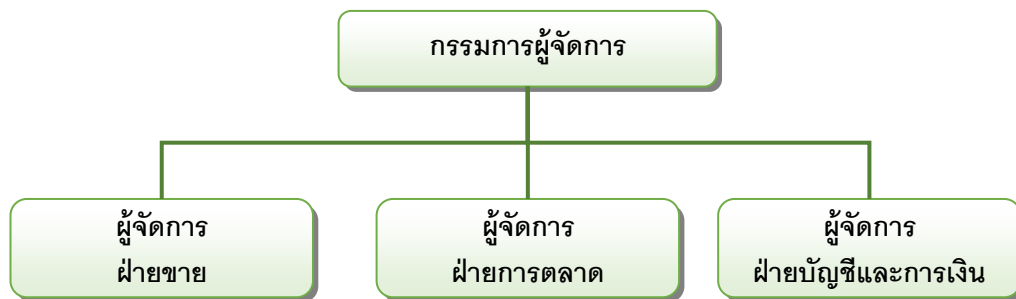 กรรมการผู้จัดการ
ผู้จัดการ
ฝ่ายขาย
ผู้จัดการ
ฝ่ายการตลาด
ผู้จัดการ
ฝ่ายบัญชีและการเงิน